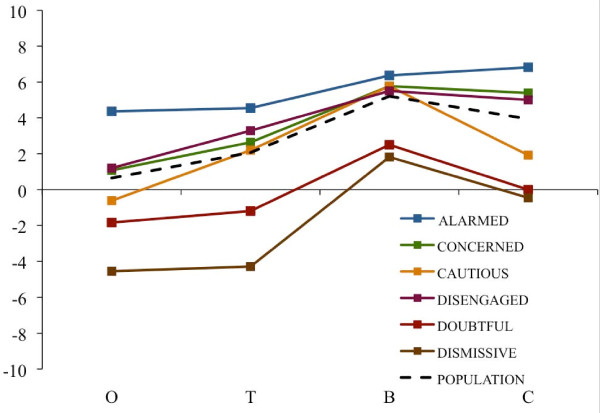 10
8
6
4
2
0
-2
-4
-6
-8
-10
ALARMED
CONCERNED
CAUTIOUS
DISENGAGED
DOUBTFUL
DISMISSIVE
POPULATION
O T B C